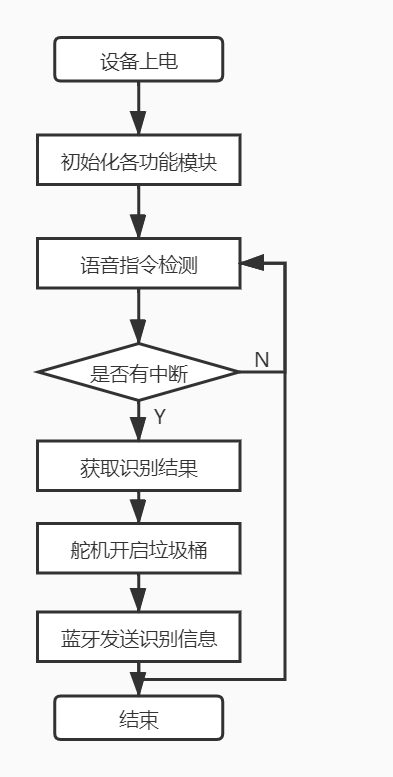 设备上电
初始化各功能模块
语音指令检测
是否有中断
N
Y
获取识别结果
舵机开启垃圾桶
蓝牙发送识别信息
结束